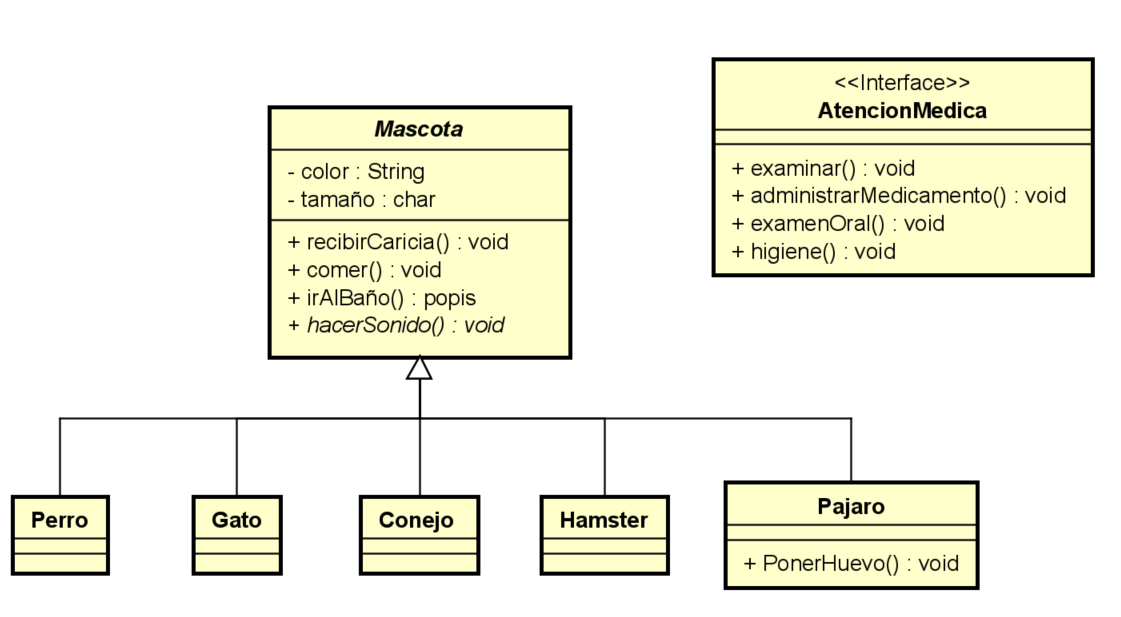 <<Interface>>
AtencionMedica
+ examinar() : void
+ administrarMedicamento() : void
+ examenOral() : void
+ higiene() : void
Mascota
- color : String
- tamaño : char
+ recibirCaricia() : void
+ comer() : void
+ irAlBaño() : popis
+ hacerSonido() : void
Perro
Gato
Conejo
Hamster
Pajaro
+ PonerHuevo() : void